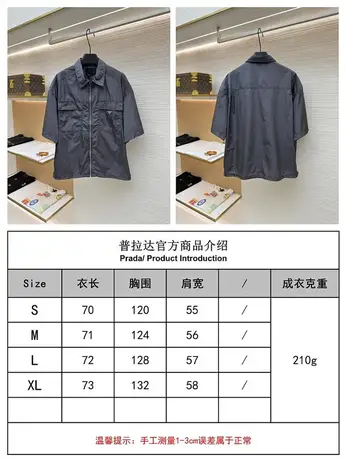 普拉达官方商品介绍
Prada/ Product Introduction
Size 衣长 胸围 肩宽 / 成衣克重
S 70 120 55 /
M 71 124 56 /
L 72 128 57 / 210g
XL 73 132 58 /
温馨提示：手工测量1-3cm误差属于正常